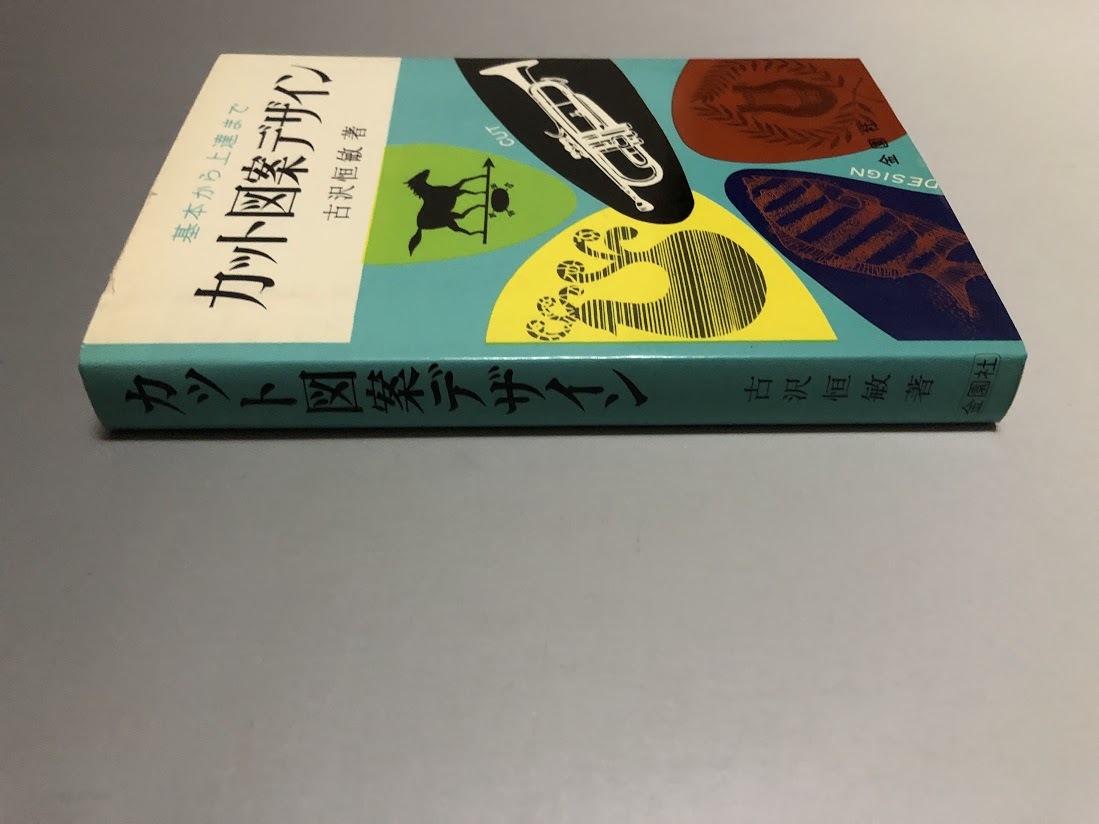 基本から上達まで
カット図案デザイン
古沢恒敏著
CUT
DESIGN
金園社
カット図案デザイン
古沢恒敏著
金園社